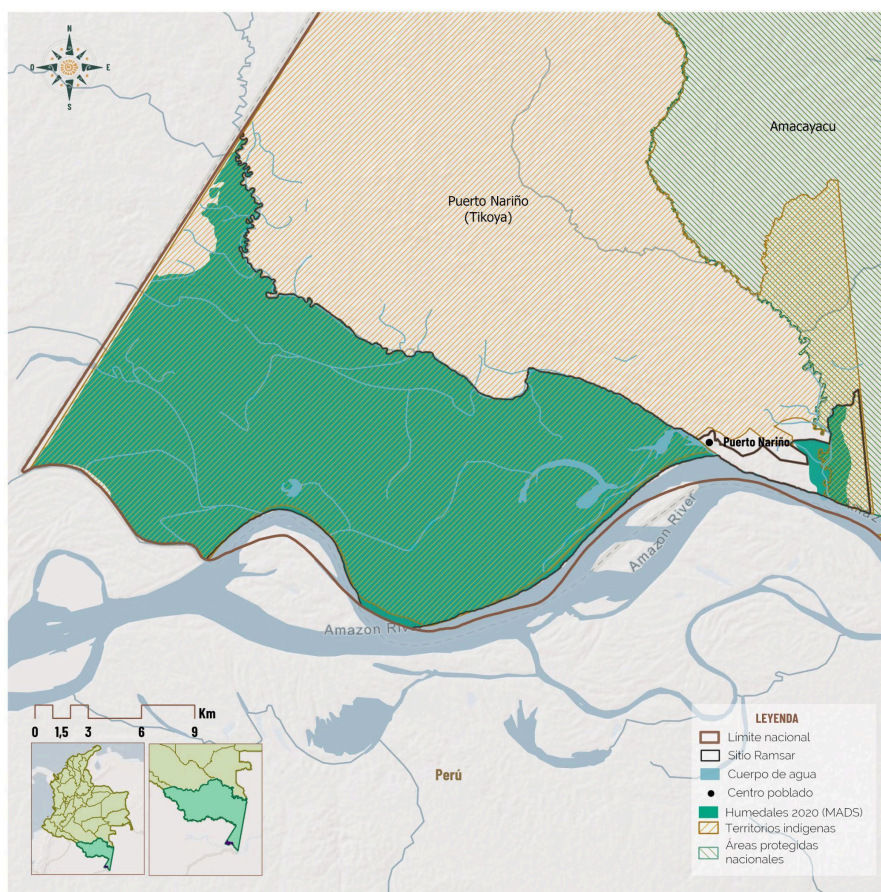 N
O
E
S
Amacayacu
Puerto Nariño
(Tikoya)
Puerto Nariño
Amazon River
Amazon River
Km
0 1,5 3 6 9
Perú
LEYENDA
Límite nacional
Sitio Ramsar
Cuerpo de agua
Centro poblado
Humedales 2020 (MADS)
Territorios indígenas
Áreas protegidas
nacionales